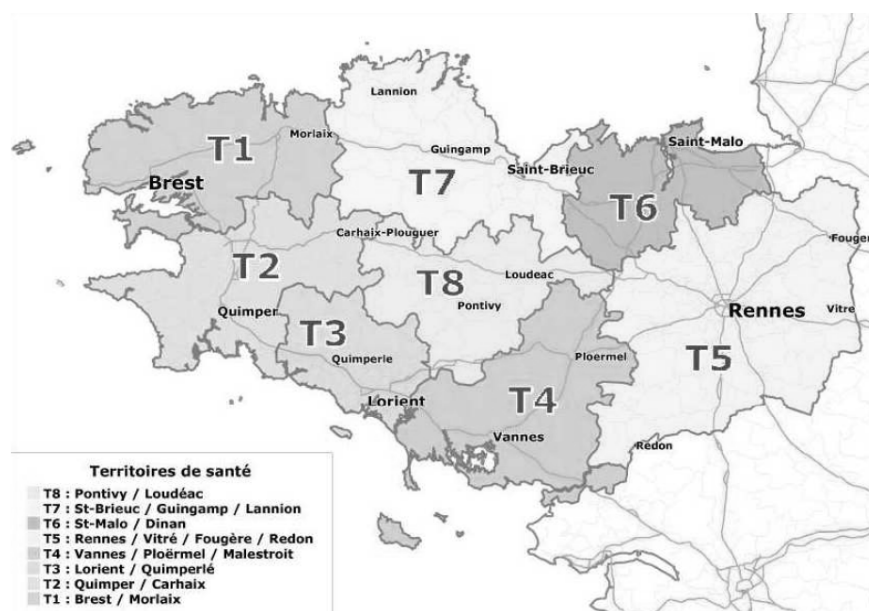 Lannion
Morlaix
Saint-Malo
T1
Guingamp
Saint-Brieuc
Brest
T7
T6
Carhaix-Plouguer
Fouger
T2
Loudeac
T8
Pontivy
Rennes
Vitre
Quimper
T3
Quimperle
Ploermel
T5
Lorient
T4
Vannes
Redon
Territoires de santé
T8 : Pontivy / Loudéac
T7 : St-Brieuc / Guingamp / Lannion
T6 : St-Malo / Dinan
T5 : Rennes / Vitré / Fougère / Redon
T4 : Vannes / Ploërmel / Malestroit
T3 : Lorient / Quimperlé
T2 : Quimper / Carhaix
T1 : Brest / Morlaix